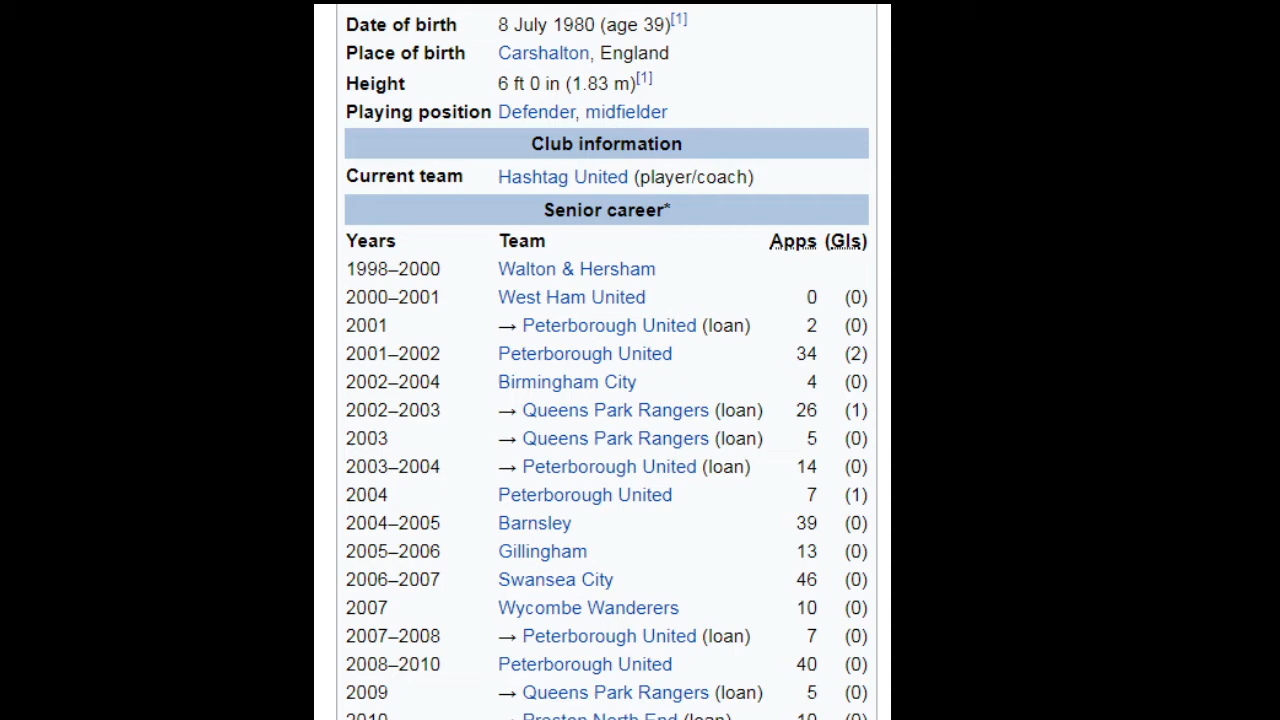 Date of birth 8 July 1980 (age 39)[1]
Place of birth Carshalton, England
Height 6 ft 0 in (1.83 m)[1]
Playing position Defender, midfielder
Club information
Current team Hashtag United (player/coach)
Senior career*
Years Team Apps (Gls)
1998–2000 Walton & Hersham
2000–2001 West Ham United 0 (0)
2001 → Peterborough United (loan) 2 (0)
2001–2002 Peterborough United 34 (2)
2002–2004 Birmingham City 4 (0)
2002–2003 → Queens Park Rangers (loan) 26 (1)
2003 → Queens Park Rangers (loan) 5 (0)
2003–2004 → Peterborough United (loan) 14 (0)
2004 Peterborough United 7 (1)
2004–2005 Barnsley 39 (0)
2005–2006 Gillingham 13 (0)
2006–2007 Swansea City 46 (0)
2007 Wycombe Wanderers 10 (0)
2007–2008 → Peterborough United (loan) 7 (0)
2008–2010 Peterborough United 40 (0)
2009 → Queens Park Rangers (loan) 5 (0)
2010 → Preston North End (loan) 10 (0)